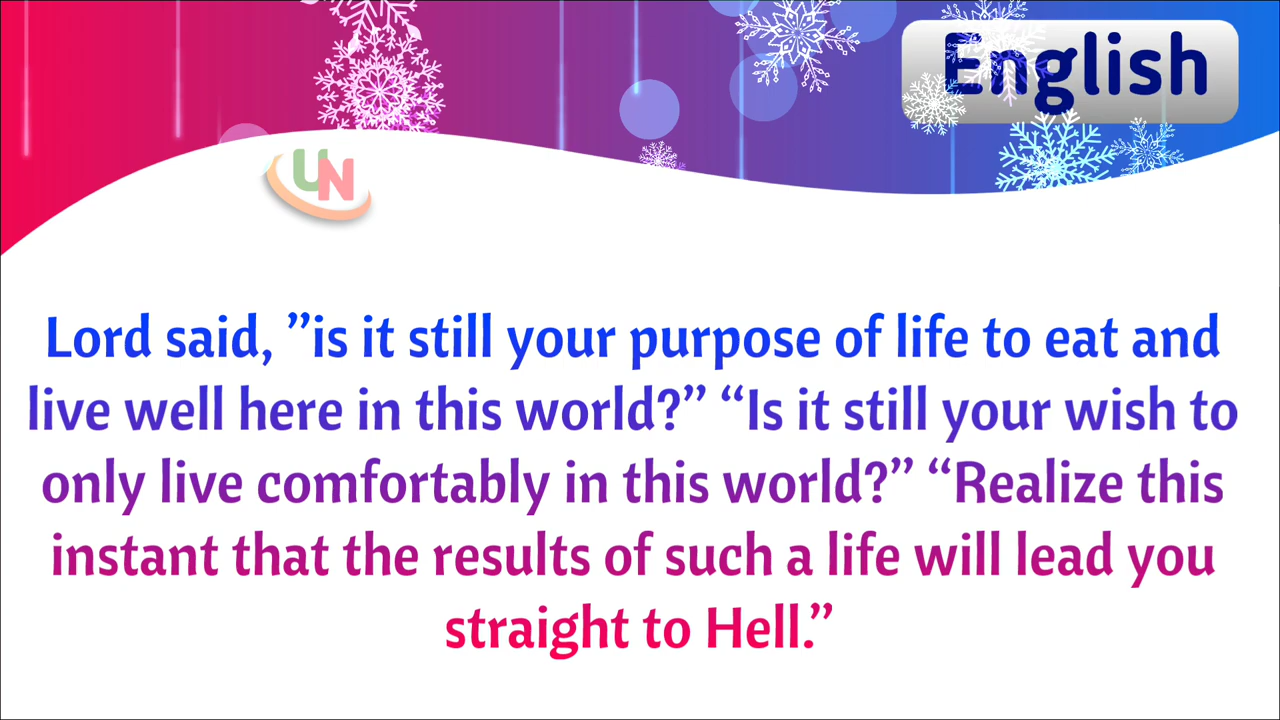 English
UN
Lord said, ”is it still your purpose of life to eat and
live well here in this world?” “Is it still your wish to
only live comfortably in this world?” “Realize this
instant that the results of such a life will lead you
straight to Hell.”